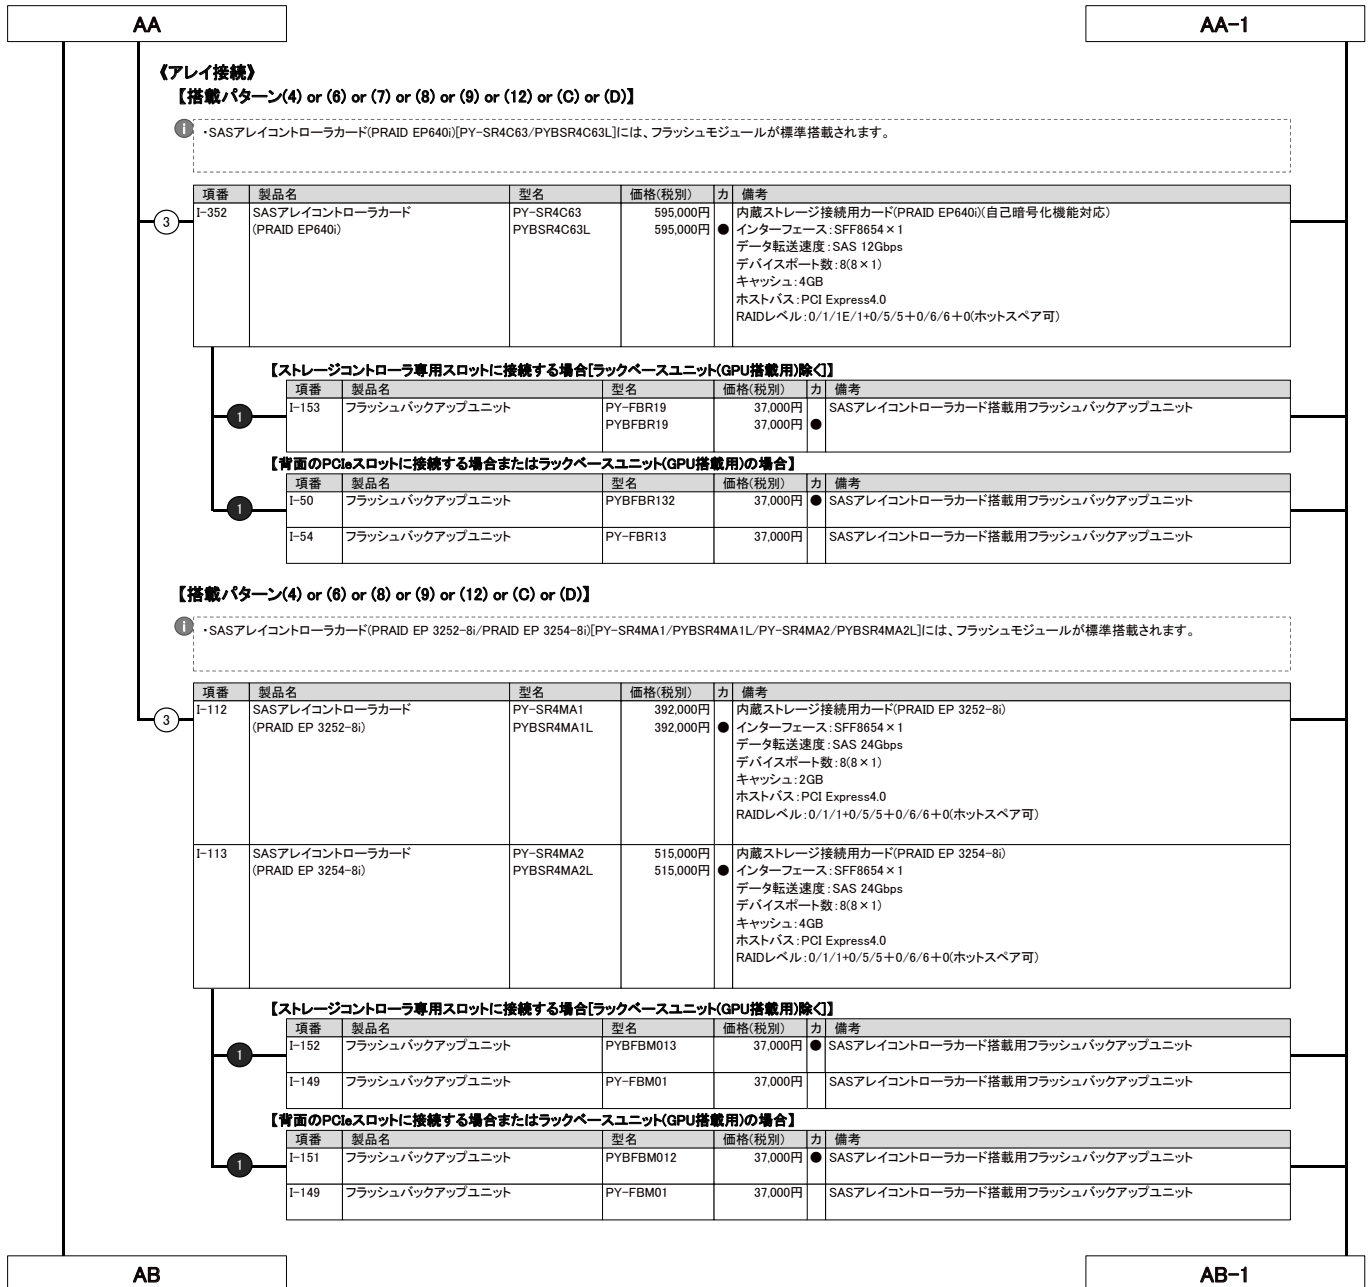 AA
AA-1
《アレイ接続》
【搭載パターン(4) or (6) or (7) or (8) or (9) or (12) or (C) or (D)】
i ・SASアレイコントローラカード(PRAID EP640i)[PY-SR4C63/PYBSR4C63L]には、フラッシュモジュールが標準搭載されます。
項番 製品名 型名 価格(税別) カ 備考
3 I-352 SASアレイコントローラカード PY-SR4C63 595,000円 内蔵ストレージ接続用カード(PRAID EP640i)(自己暗号化機能対応)
(PRAID EP640i) PYBSR4C63L 595,000円 ● インターフェース:SFF8654×1
データ転送速度:SAS 12Gbps
デバイスポート数:8(8×1)
キャッシュ:4GB
ホストバス:PCI Express4.0
RAIDレベル:0/1/1E/1+0/5/5+0/6/6+0(ホットスペア可)
【ストレージコントローラ専用スロットに接続する場合[ラックベースユニット(GPU搭載用)除く]】
項番 製品名 型名 価格(税別) カ 備考
1 I-153 フラッシュバックアップユニット PY-FBR19 37,000円 SASアレイコントローラカード搭載用フラッシュバックアップユニット
PYBFBR19 37,000円 ●
【背面のPCIeスロットに接続する場合またはラックベースユニット(GPU搭載用)の場合】
項番 製品名 型名 価格(税別) カ 備考
1 I-50 フラッシュバックアップユニット PYBFBR132 37,000円 ● SASアレイコントローラカード搭載用フラッシュバックアップユニット
I-54 フラッシュバックアップユニット PY-FBR13 37,000円 SASアレイコントローラカード搭載用フラッシュバックアップユニット
【搭載パターン(4) or (6) or (8) or (9) or (12) or (C) or (D)】
i ・SASアレイコントローラカード(PRAID EP 3252-8i/PRAID EP 3254-8i)[PY-SR4MA1/PYBSR4MA1L/PY-SR4MA2/PYBSR4MA2L]には、フラッシュモジュールが標準搭載されます。
項番 製品名 型名 価格(税別) カ 備考
3 I-112 SASアレイコントローラカード PY-SR4MA1 392,000円 内蔵ストレージ接続用カード(PRAID EP 3252-8i)
(PRAID EP 3252-8i) PYBSR4MA1L 392,000円 ● インターフェース:SFF8654×1
データ転送速度:SAS 24Gbps
デバイスポート数:8(8×1)
キャッシュ:2GB
ホストバス:PCI Express4.0
RAIDレベル:0/1/1+0/5/5+0/6/6+0(ホットスペア可)
I-113 SASアレイコントローラカード PY-SR4MA2 515,000円 内蔵ストレージ接続用カード(PRAID EP 3254-8i)
(PRAID EP 3254-8i) PYBSR4MA2L 515,000円 ● インターフェース:SFF8654×1
データ転送速度:SAS 24Gbps
デバイスポート数:8(8×1)
キャッシュ:4GB
ホストバス:PCI Express4.0
RAIDレベル:0/1/1+0/5/5+0/6/6+0(ホットスペア可)
【ストレージコントローラ専用スロットに接続する場合[ラックベースユニット(GPU搭載用)除く]】
項番 製品名 型名 価格(税別) カ 備考
1 I-152 フラッシュバックアップユニット PYBFBM013 37,000円 ● SASアレイコントローラカード搭載用フラッシュバックアップユニット
I-149 フラッシュバックアップユニット PY-FBM01 37,000円 SASアレイコントローラカード搭載用フラッシュバックアップユニット
【背面のPCIeスロットに接続する場合またはラックベースユニット(GPU搭載用)の場合】
項番 製品名 型名 価格(税別) カ 備考
1 I-151 フラッシュバックアップユニット PYBFBM012 37,000円 ● SASアレイコントローラカード搭載用フラッシュバックアップユニット
I-149 フラッシュバックアップユニット PY-FBM01 37,000円 SASアレイコントローラカード搭載用フラッシュバックアップユニット
AB
AB-1